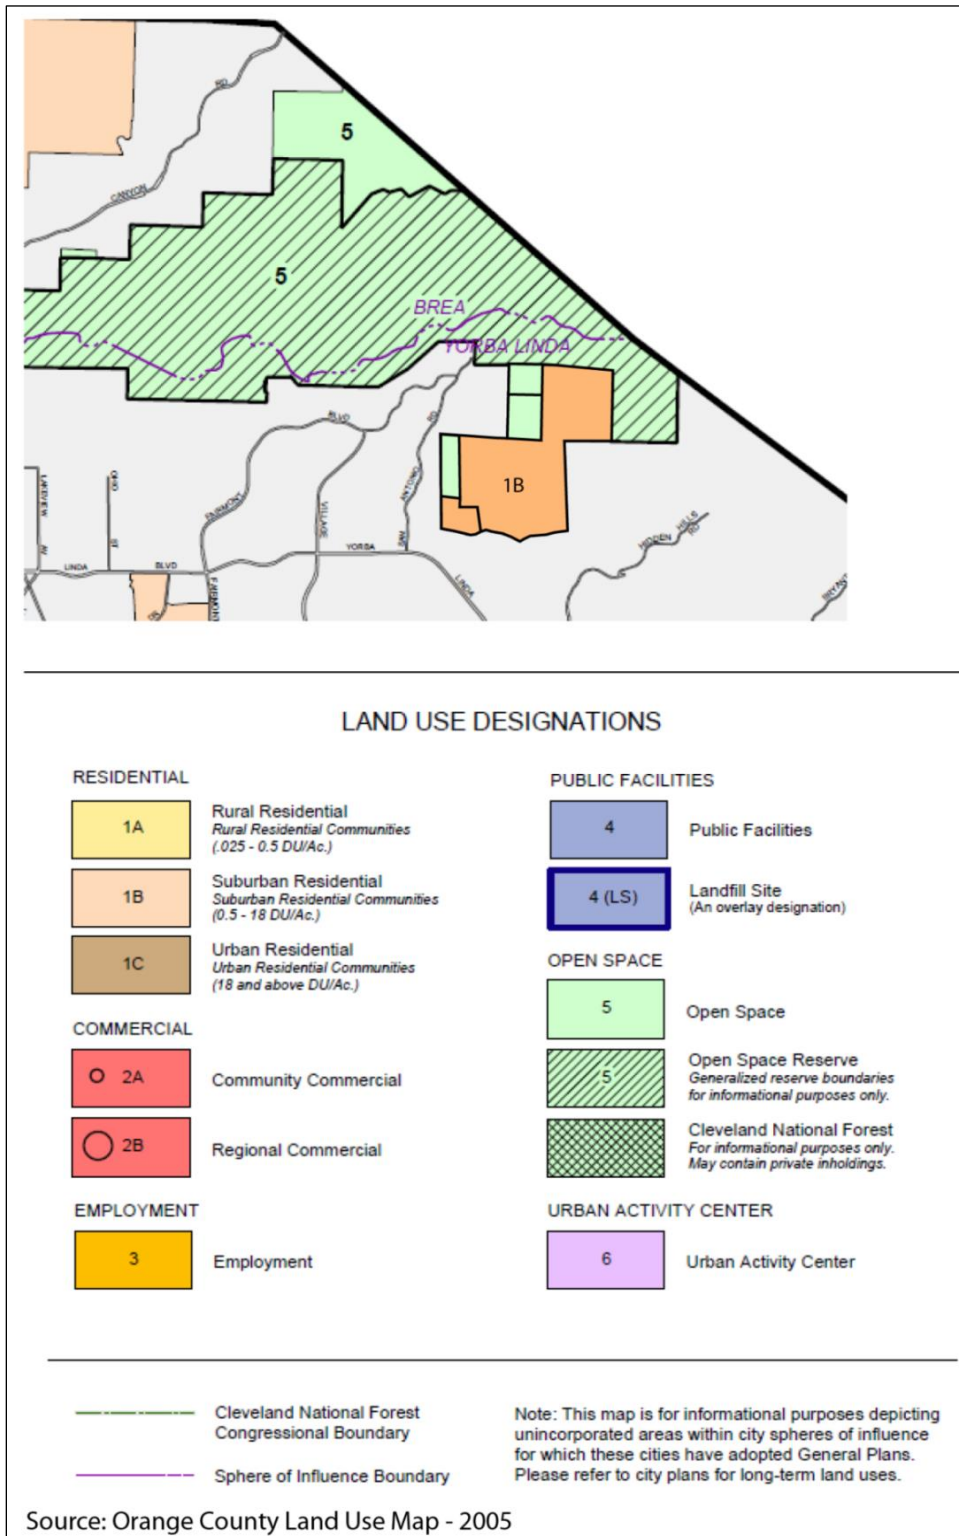 RD
5
CANYON
5
BREA
YORBA LINDA
BLVD
RD
1B
ANTONIO
FAIRMONT
VILLAGE
LAKEVIEW
OHIO
HIDDEN HILLS
RD
AV
ST
YORBA
AVE
LINDA
BLVD
LINDA
BRYANT
FAIRMONT
DR
LAND USE DESIGNATIONS
RESIDENTIAL
1A
Rural Residential
Rural Residential Communities
(.025 - 0.5 DU/Ac.)
1B
Suburban Residential
Suburban Residential Communities
(0.5 - 18 DU/Ac.)
1C
Urban Residential
Urban Residential Communities
(18 and above DU/Ac.)
COMMERCIAL
2A
Community Commercial
2B
Regional Commercial
EMPLOYMENT
3
Employment
PUBLIC FACILITIES
4
Public Facilities
4 (LS)
Landfill Site
(An overlay designation)
OPEN SPACE
5
Open Space
5
Open Space Reserve
Generalized reserve boundaries
for informational purposes only.
Cleveland National Forest
For informational purposes only.
May contain private inholdings.
URBAN ACTIVITY CENTER
6
Urban Activity Center
Cleveland National Forest
Congressional Boundary
Sphere of Influence Boundary
Note: This map is for informational purposes depicting
unincorporated areas within city spheres of influence
for which these cities have adopted General Plans.
Please refer to city plans for long-term land uses.
Source: Orange County Land Use Map - 2005